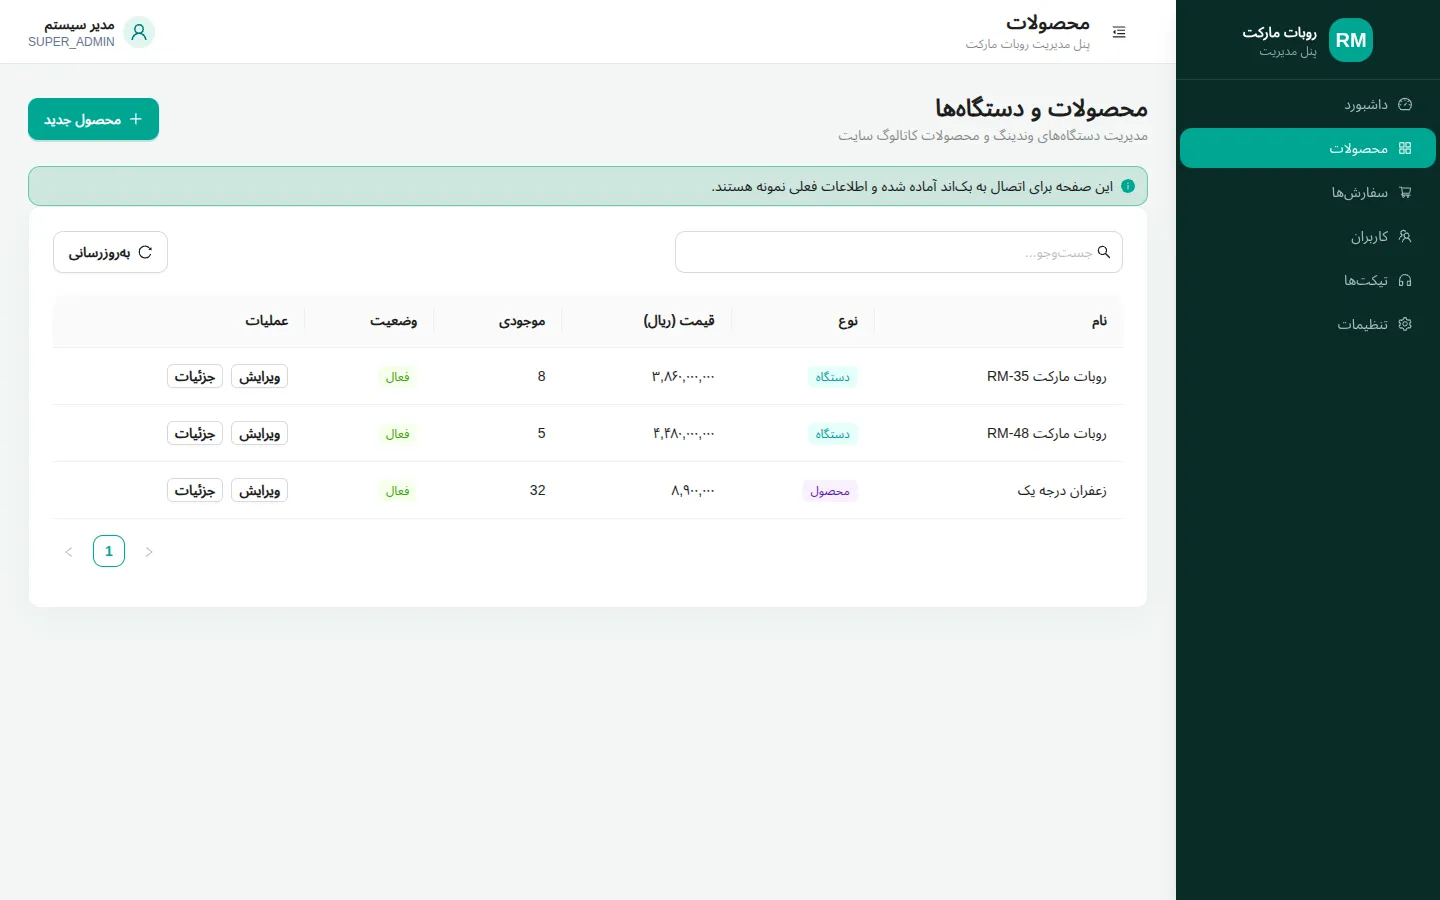 RM
روبات مارکت
پنل مدیریت
داشبورد
محصولات
سفارش‌ها
کاربران
تیکت‌ها
تنظیمات
محصولات
پنل مدیریت روبات مارکت
مدیر سیستم
SUPER_ADMIN
محصولات و دستگاه‌ها
مدیریت دستگاه‌های وندینگ و محصولات کاتالوگ سایت
محصول جدید
این صفحه برای اتصال به بک‌اند آماده شده و اطلاعات فعلی نمونه هستند.
جست‌وجو...
به‌روزرسانی
نام نوع قیمت (ریال) موجودی وضعیت عملیات
روبات مارکت RM-35 دستگاه ۳,۸۶۰,۰۰۰,۰۰۰ 8 فعال ویرایش جزئیات
روبات مارکت RM-48 دستگاه ۴,۴۸۰,۰۰۰,۰۰۰ 5 فعال ویرایش جزئیات
زعفران درجه یک محصول ۸,۹۰۰,۰۰۰ 32 فعال ویرایش جزئیات
1